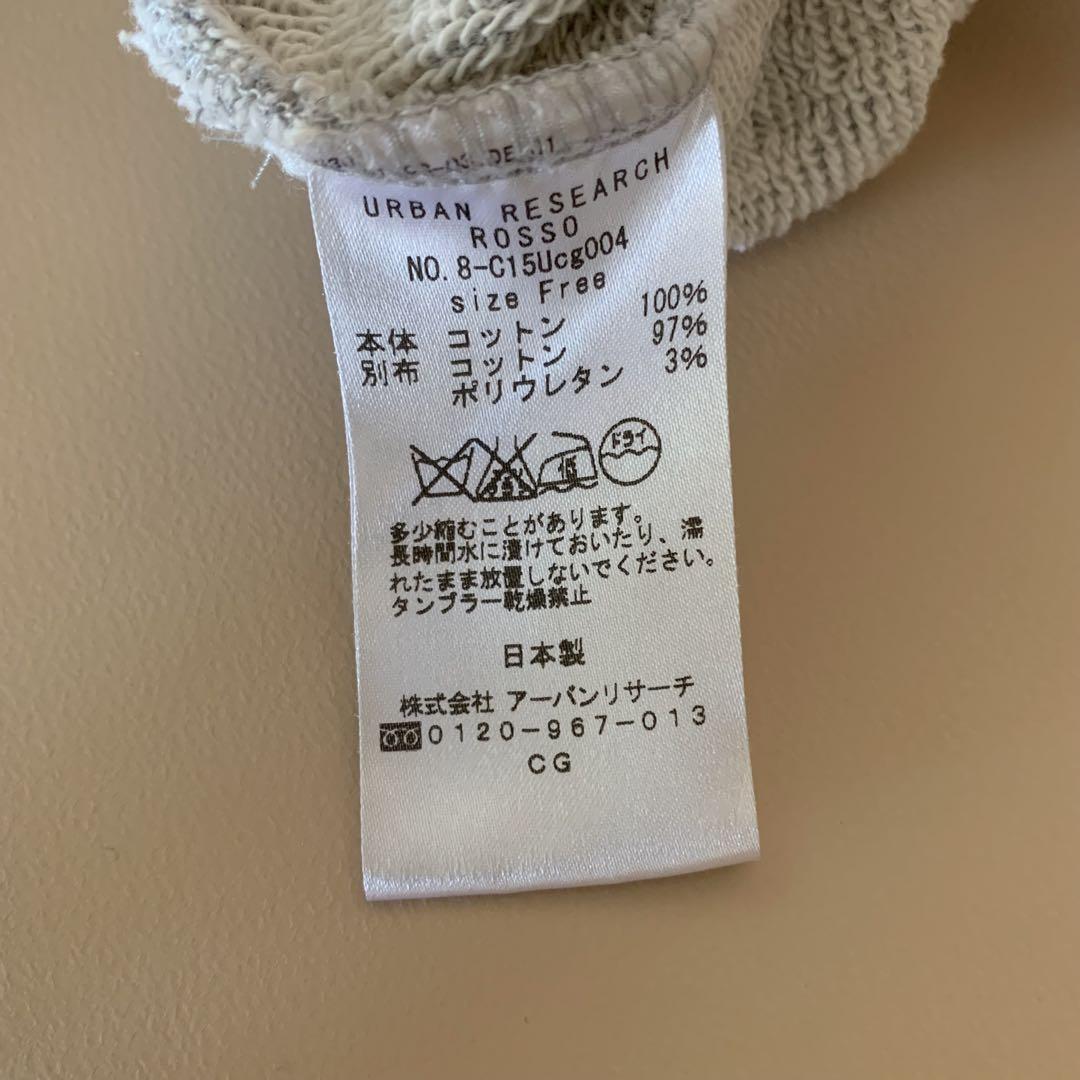 URBAN RESEARCH
ROSSO
NO. 8-C15Ucg004
size Free
本体 コットン 100%
別布 コットン 97%
ポリウレタン 3%
低 ドライ
多少縮むことがあります。
長時間水に漬けておいたり、濡
れたまま放置しないでください。
タンブラー乾燥禁止
日本製
株式会社 アーバンリサーチ
0120-967-013
CG